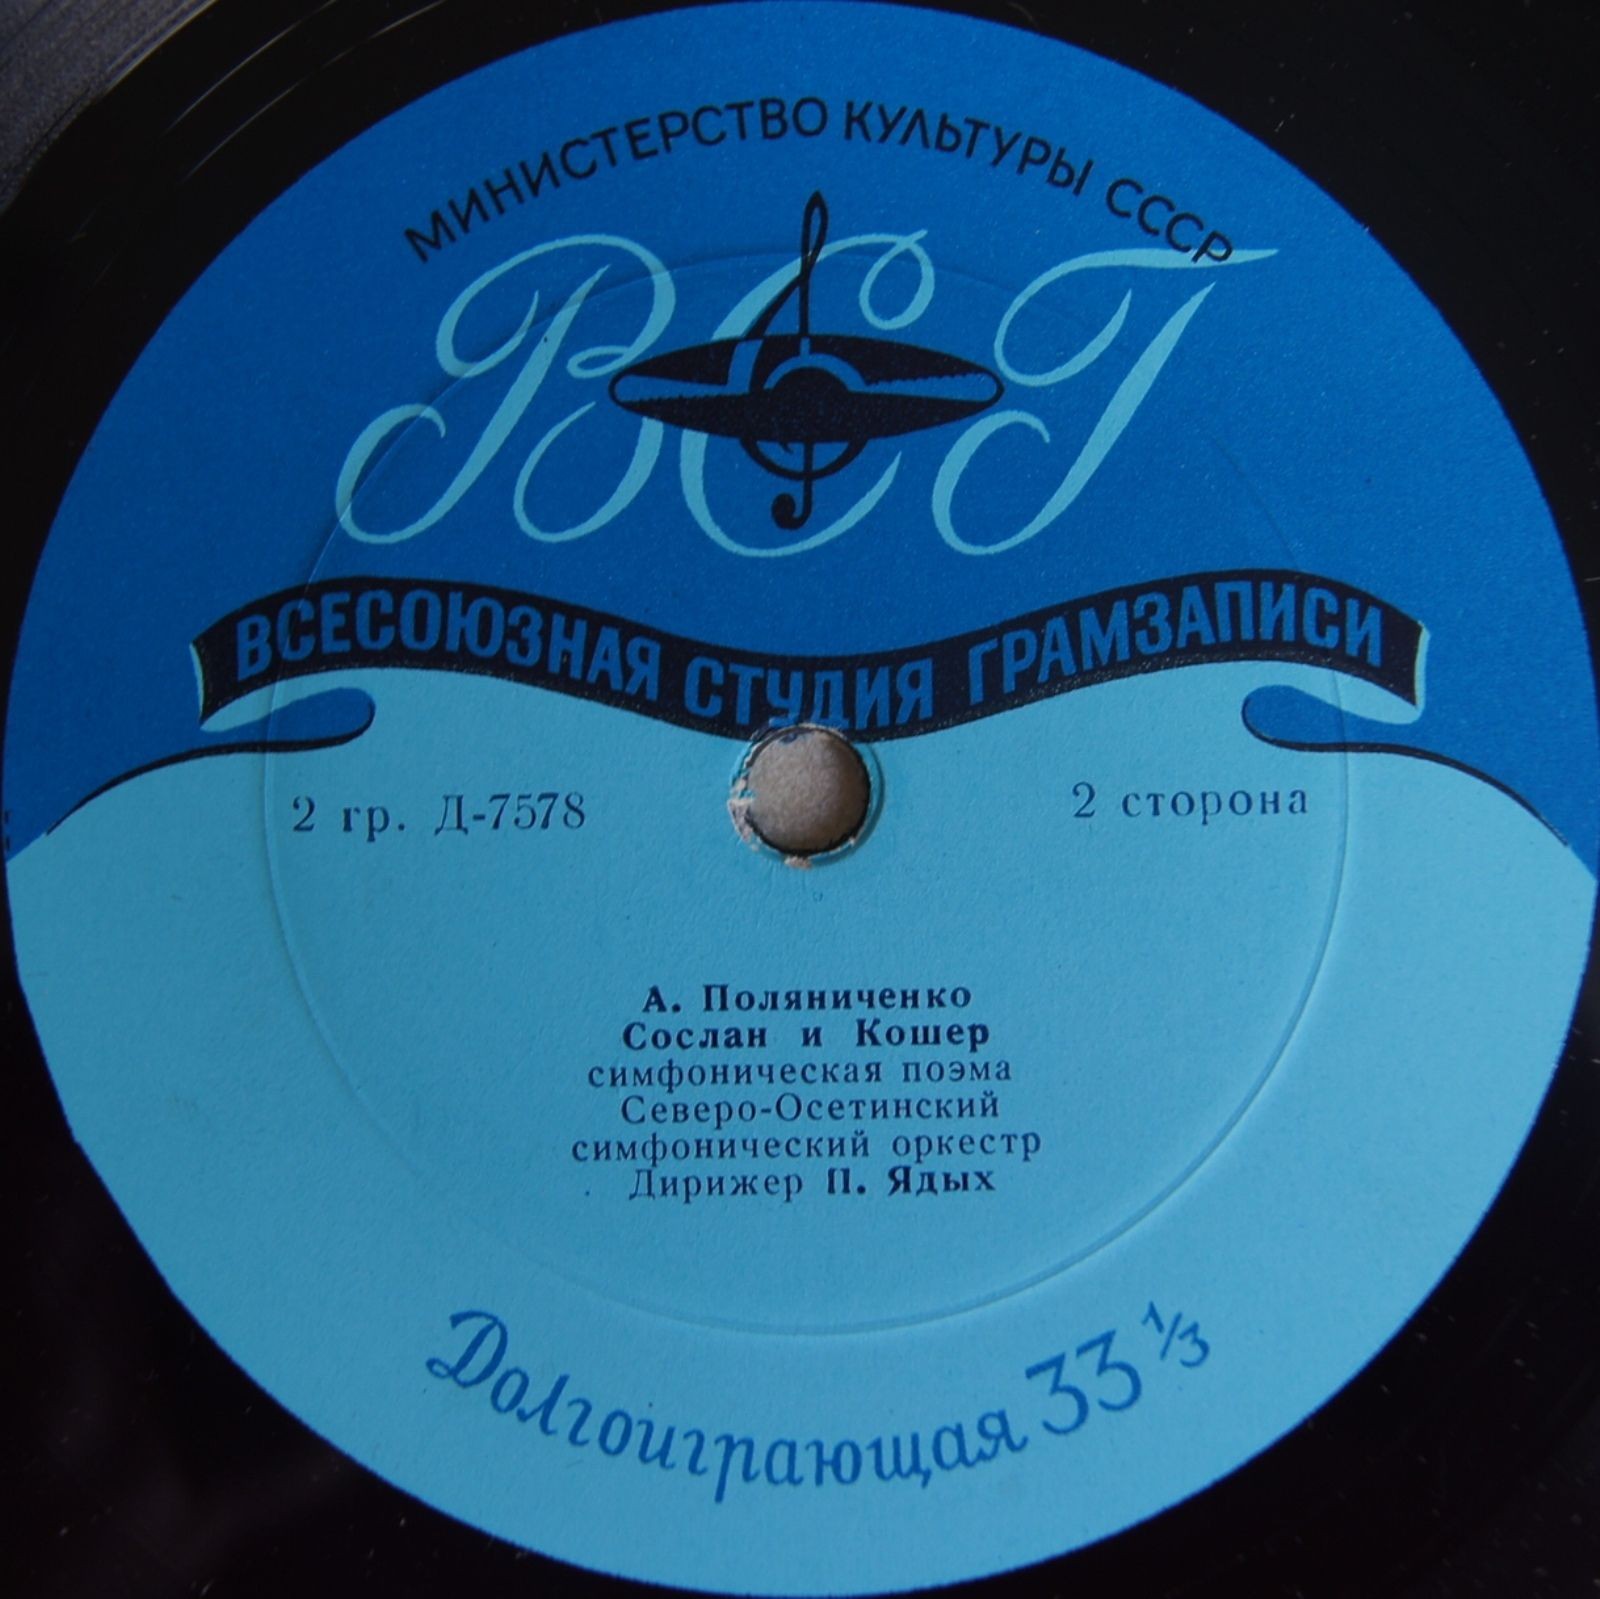 МИНИСТЕРСТВО КУЛЬТУРЫ СССР
ВСГ
ВСЕСОЮЗНАЯ СТУДИЯ ГРАМЗАПИСИ
2 гр. Д-7578
2 сторона
А. Поляниченко
Сослан и Кошер
симфоническая поэма
Северо-Осетинский
симфонический оркестр
Дирижер П. Ядых
Долгоиграющая 33 1/3